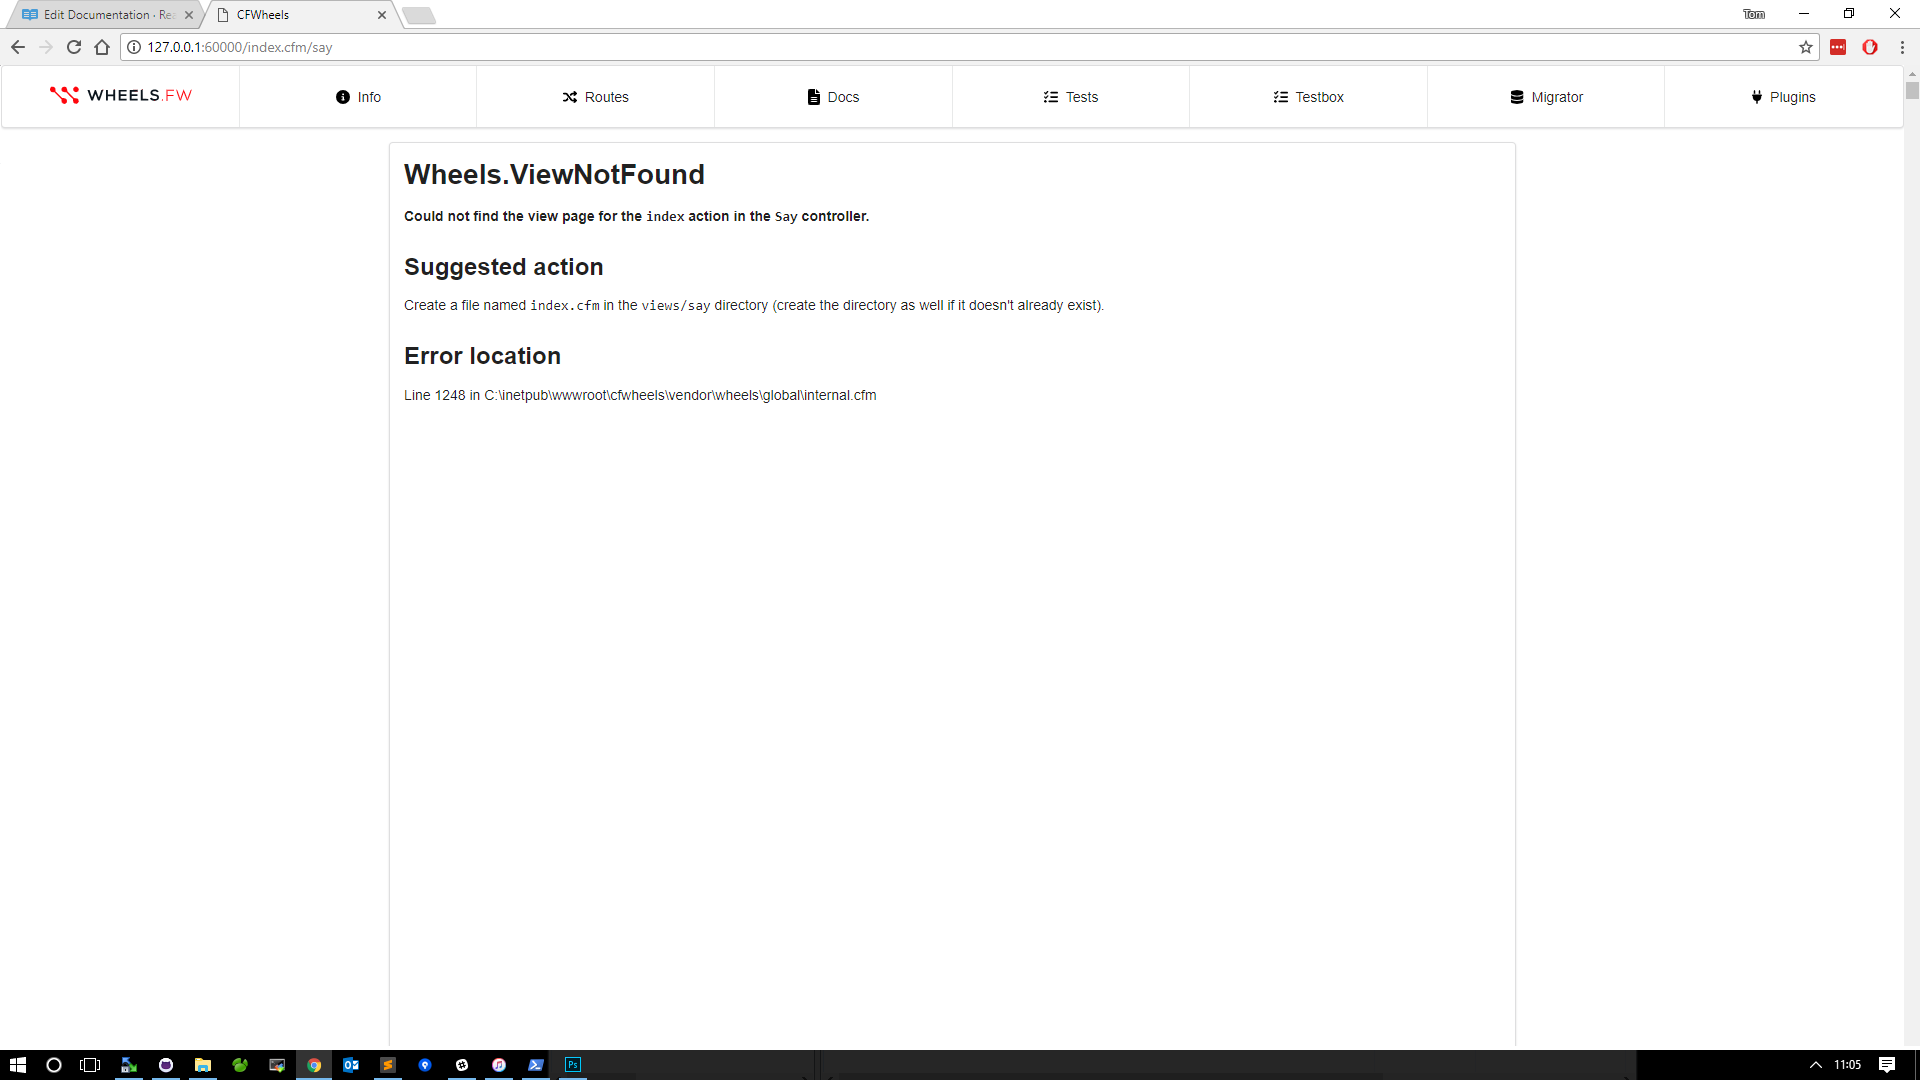 Edit Documentation · Re
CFWheels
Tom
127.0.0.1:60000/index.cfm/say
WHEELS.FW
Info
Routes
Docs
Tests
Testbox
Migrator
Plugins
Wheels.ViewNotFound
Could not find the view page for the index action in the Say controller.
Suggested action
Create a file named index.cfm in the views/say directory (create the directory as well if it doesn't already exist).
Error location
Line 1248 in C:\inetpub\wwwroot\cfwheels\vendor\wheels\global\internal.cfm
Ps
11:05